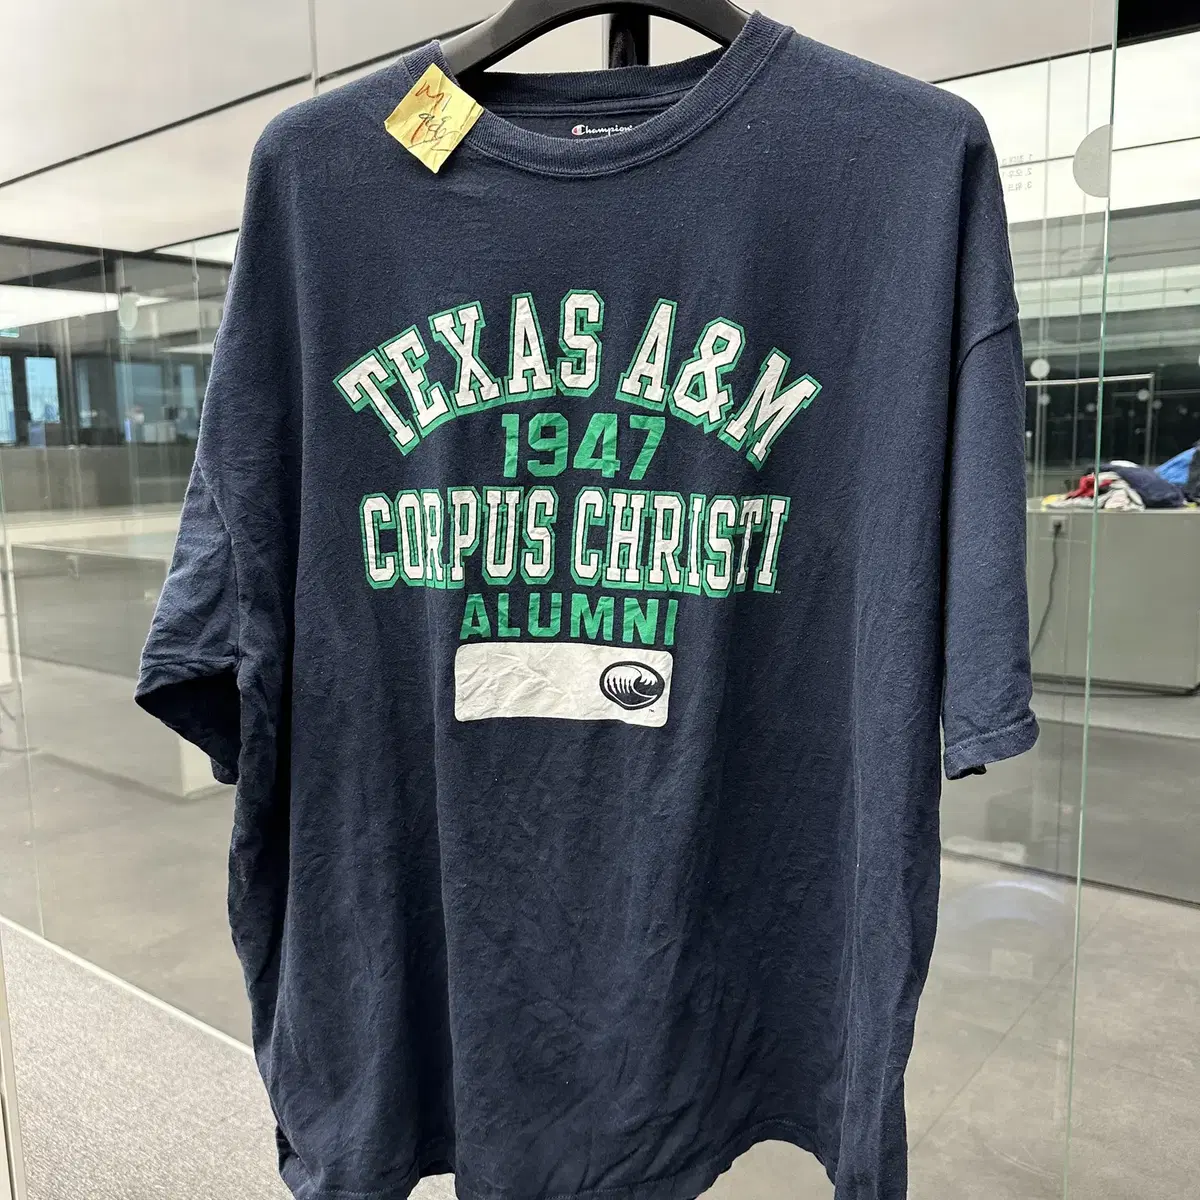 Champion
TEXAS A&M
1947
CORPUS CHRISTI
ALUMNI